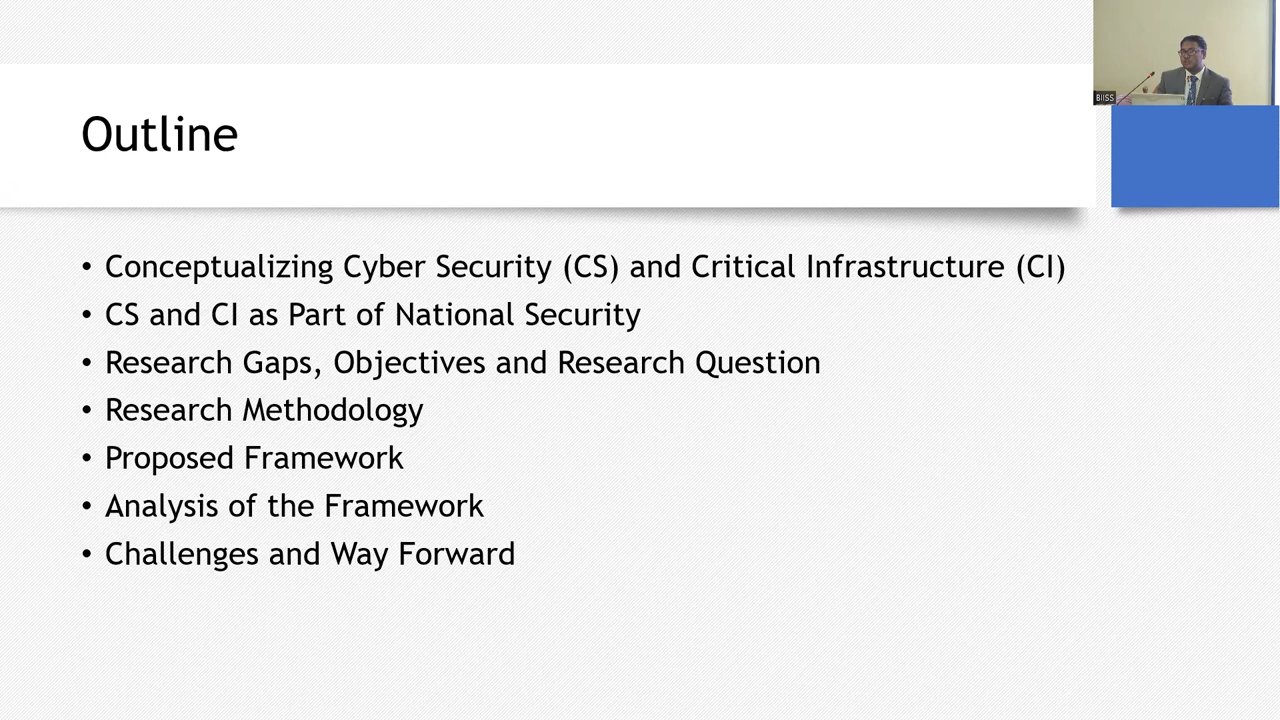 BIISS
Outline
• Conceptualizing Cyber Security (CS) and Critical Infrastructure (CI)
• CS and CI as Part of National Security
• Research Gaps, Objectives and Research Question
• Research Methodology
• Proposed Framework
• Analysis of the Framework
• Challenges and Way Forward